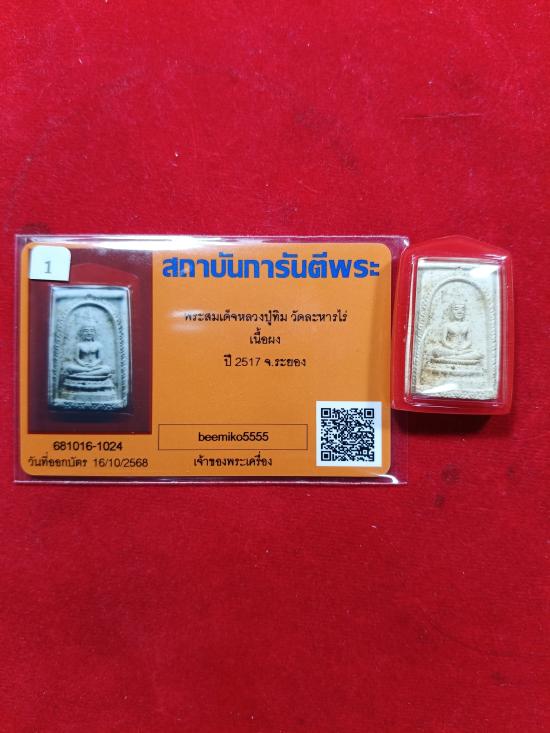 1
สถาบันการันตีพระ
พระสมเด็จหลวงปู่ทิม วัดละหารไร่
เนื้อผง
ปี 2517 จ.ระยอง
beemiko5555
เจ้าของพระเครื่อง
681016-1024
วันที่ออกบัตร 16/10/2568